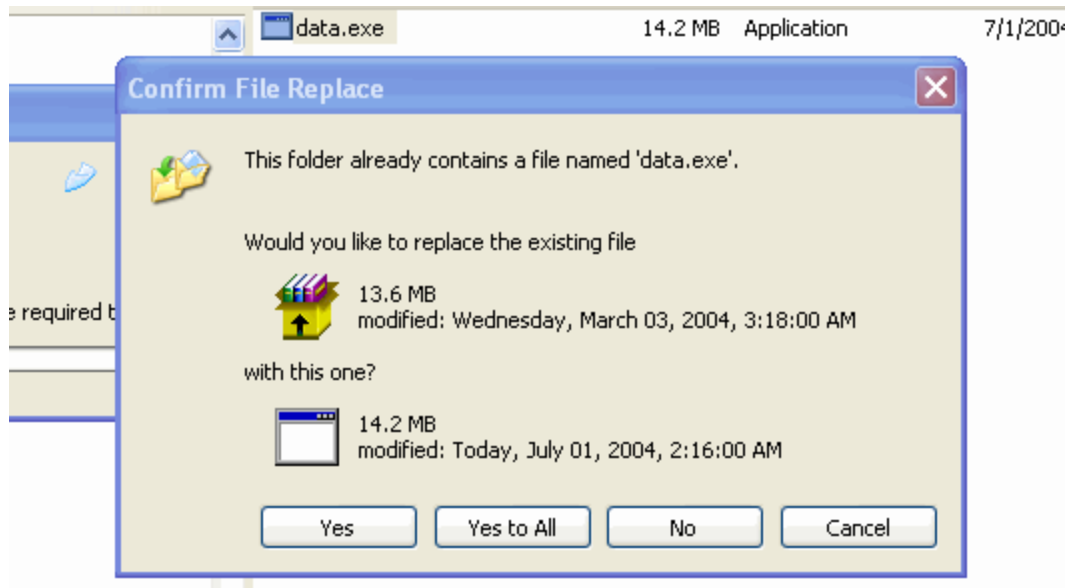 data.exe 14.2 MB Application 7/1/2004
Confirm File Replace
This folder already contains a file named 'data.exe'.
Would you like to replace the existing file
13.6 MB
modified: Wednesday, March 03, 2004, 3:18:00 AM
e required t
with this one?
14.2 MB
modified: Today, July 01, 2004, 2:16:00 AM
Yes Yes to All No Cancel